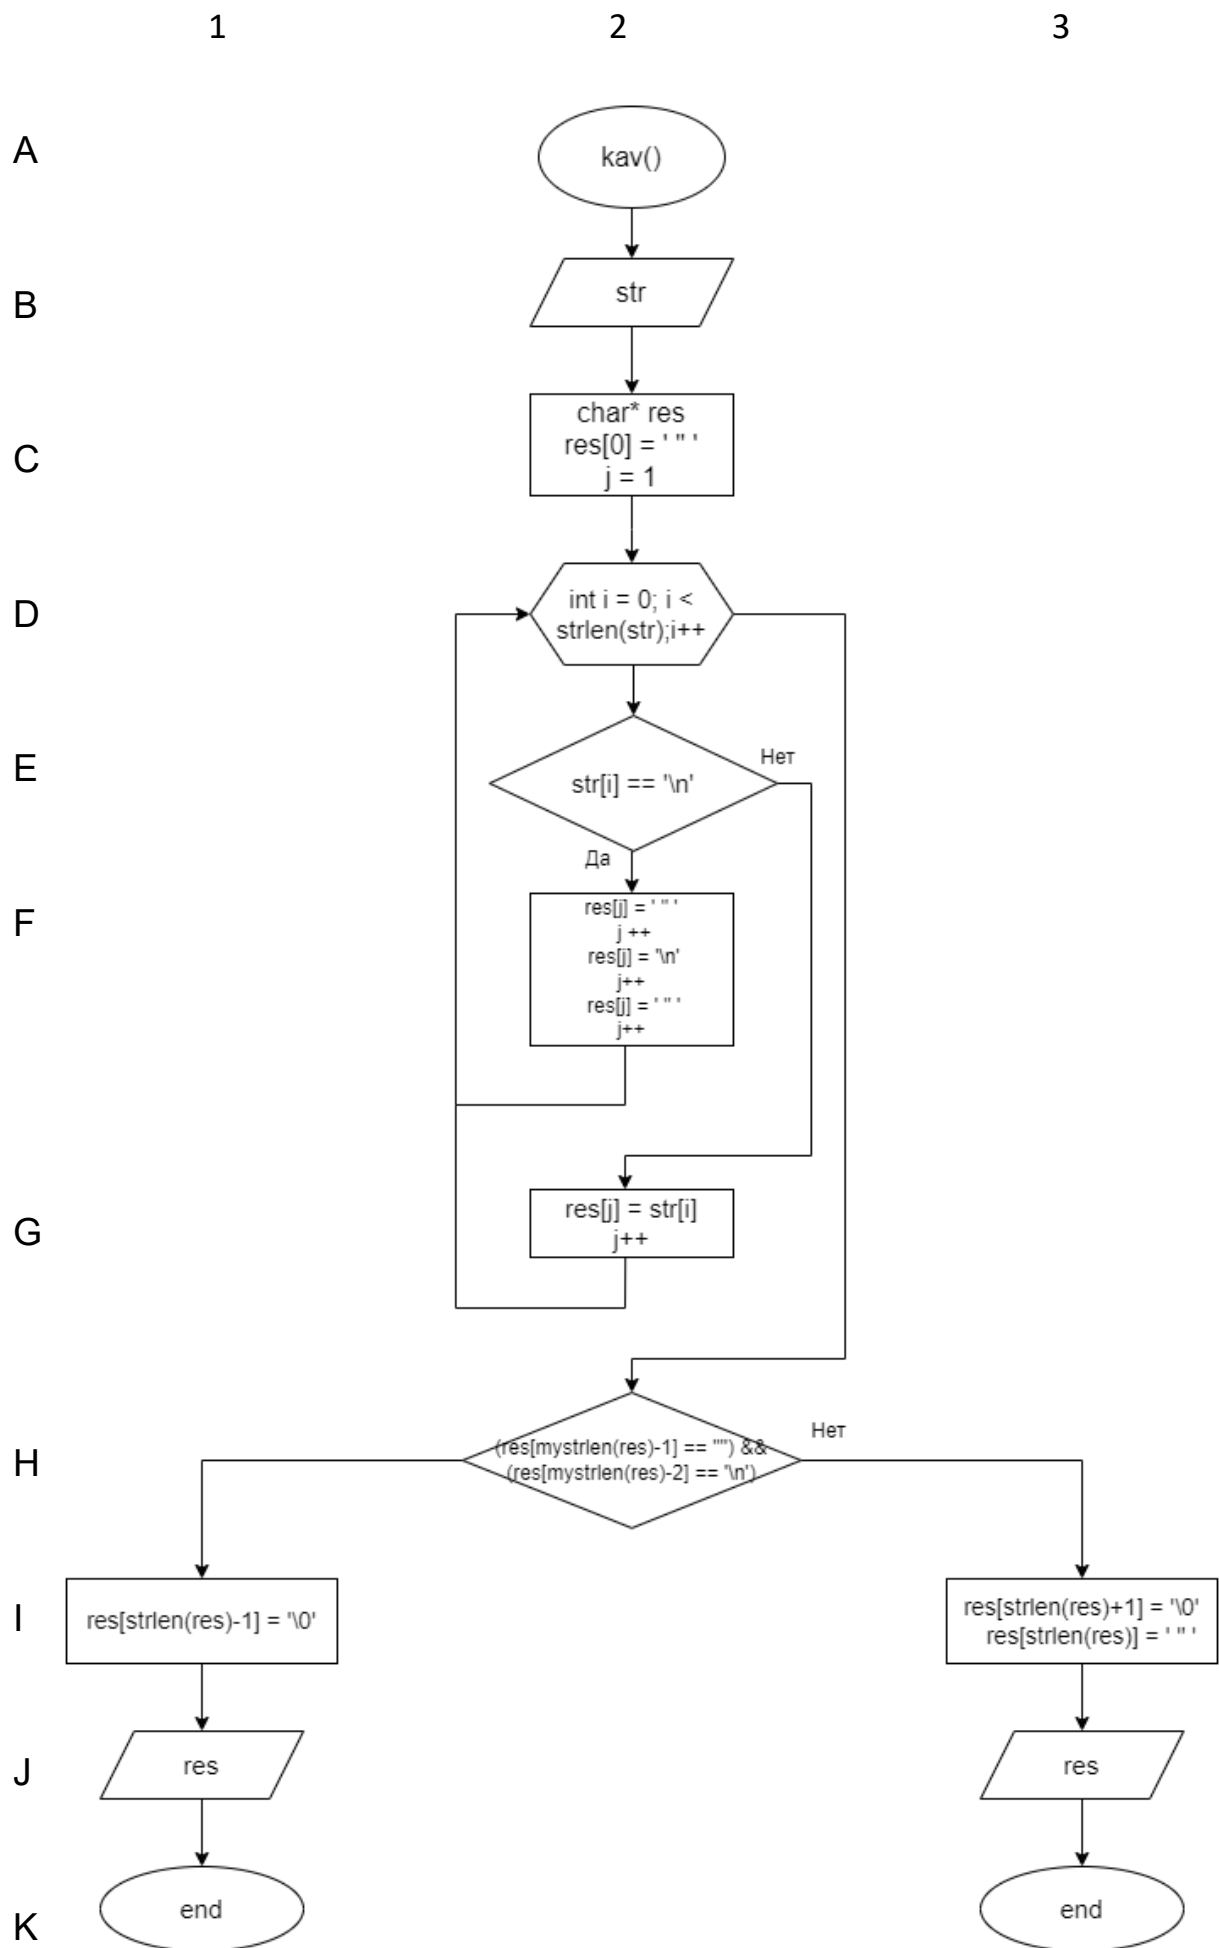 1 2 3
A
kav()
B
str
C
char* res
res[0] = ' " '
j = 1
D
int i = 0; i <
strlen(str);i++
E
Нет
str[i] == '\n'
Да
F
res[j] = ' " '
j ++
res[j] = '\n'
j++
res[j] = ' " '
j++
G
res[j] = str[i]
j++
H
Нет
(res[mystrlen(res)-1] == '"') &&
(res[mystrlen(res)-2] == '\n')
I
res[strlen(res)-1] = '\0'
res[strlen(res)+1] = '\0'
res[strlen(res)] = ' " '
J
res
res
K
end
end